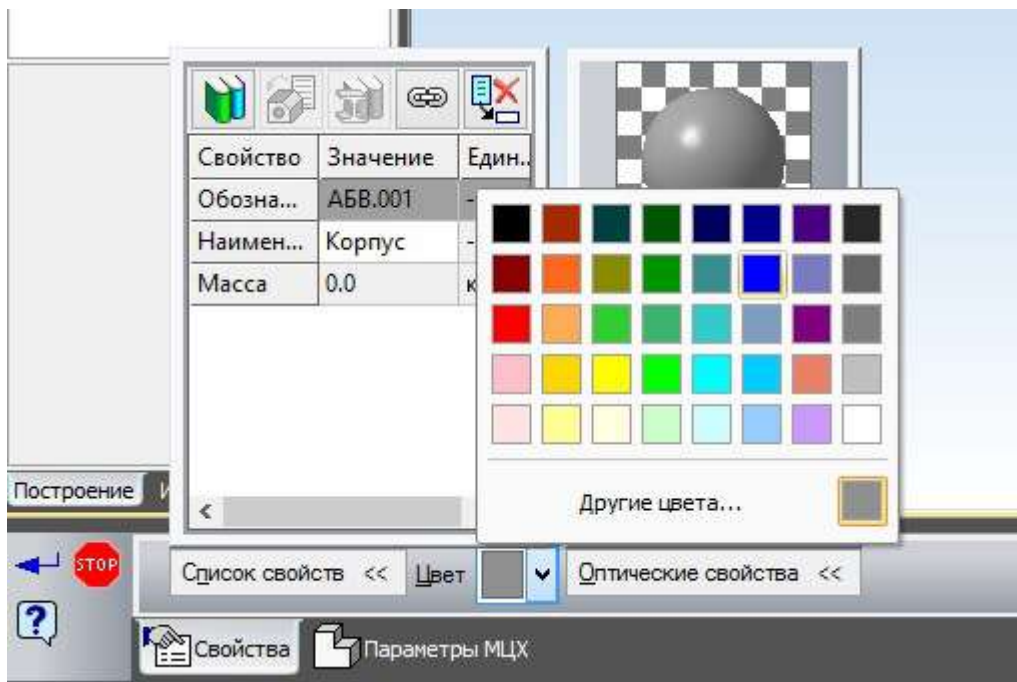 Свойство Значение Един..
Обозна... АБВ.001 -
Наимен... Корпус -
Масса 0.0 к
Другие цвета...
Построение
STOP
Список свойств << Цвет Оптические свойства <<
?
Свойства Параметры МЦХ